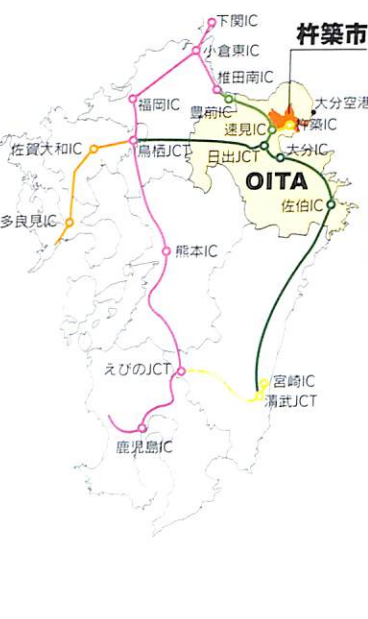 下関IC
杵築市
小倉東IC
椎田南IC
福岡IC
豊前IC
大分空港
杵築IC
速見IC
佐賀大和IC
鳥栖JCT
日出JCT
大分IC
OITA
佐伯IC
多良見IC
熊本IC
えびのJCT
宮崎IC
清武JCT
鹿児島IC